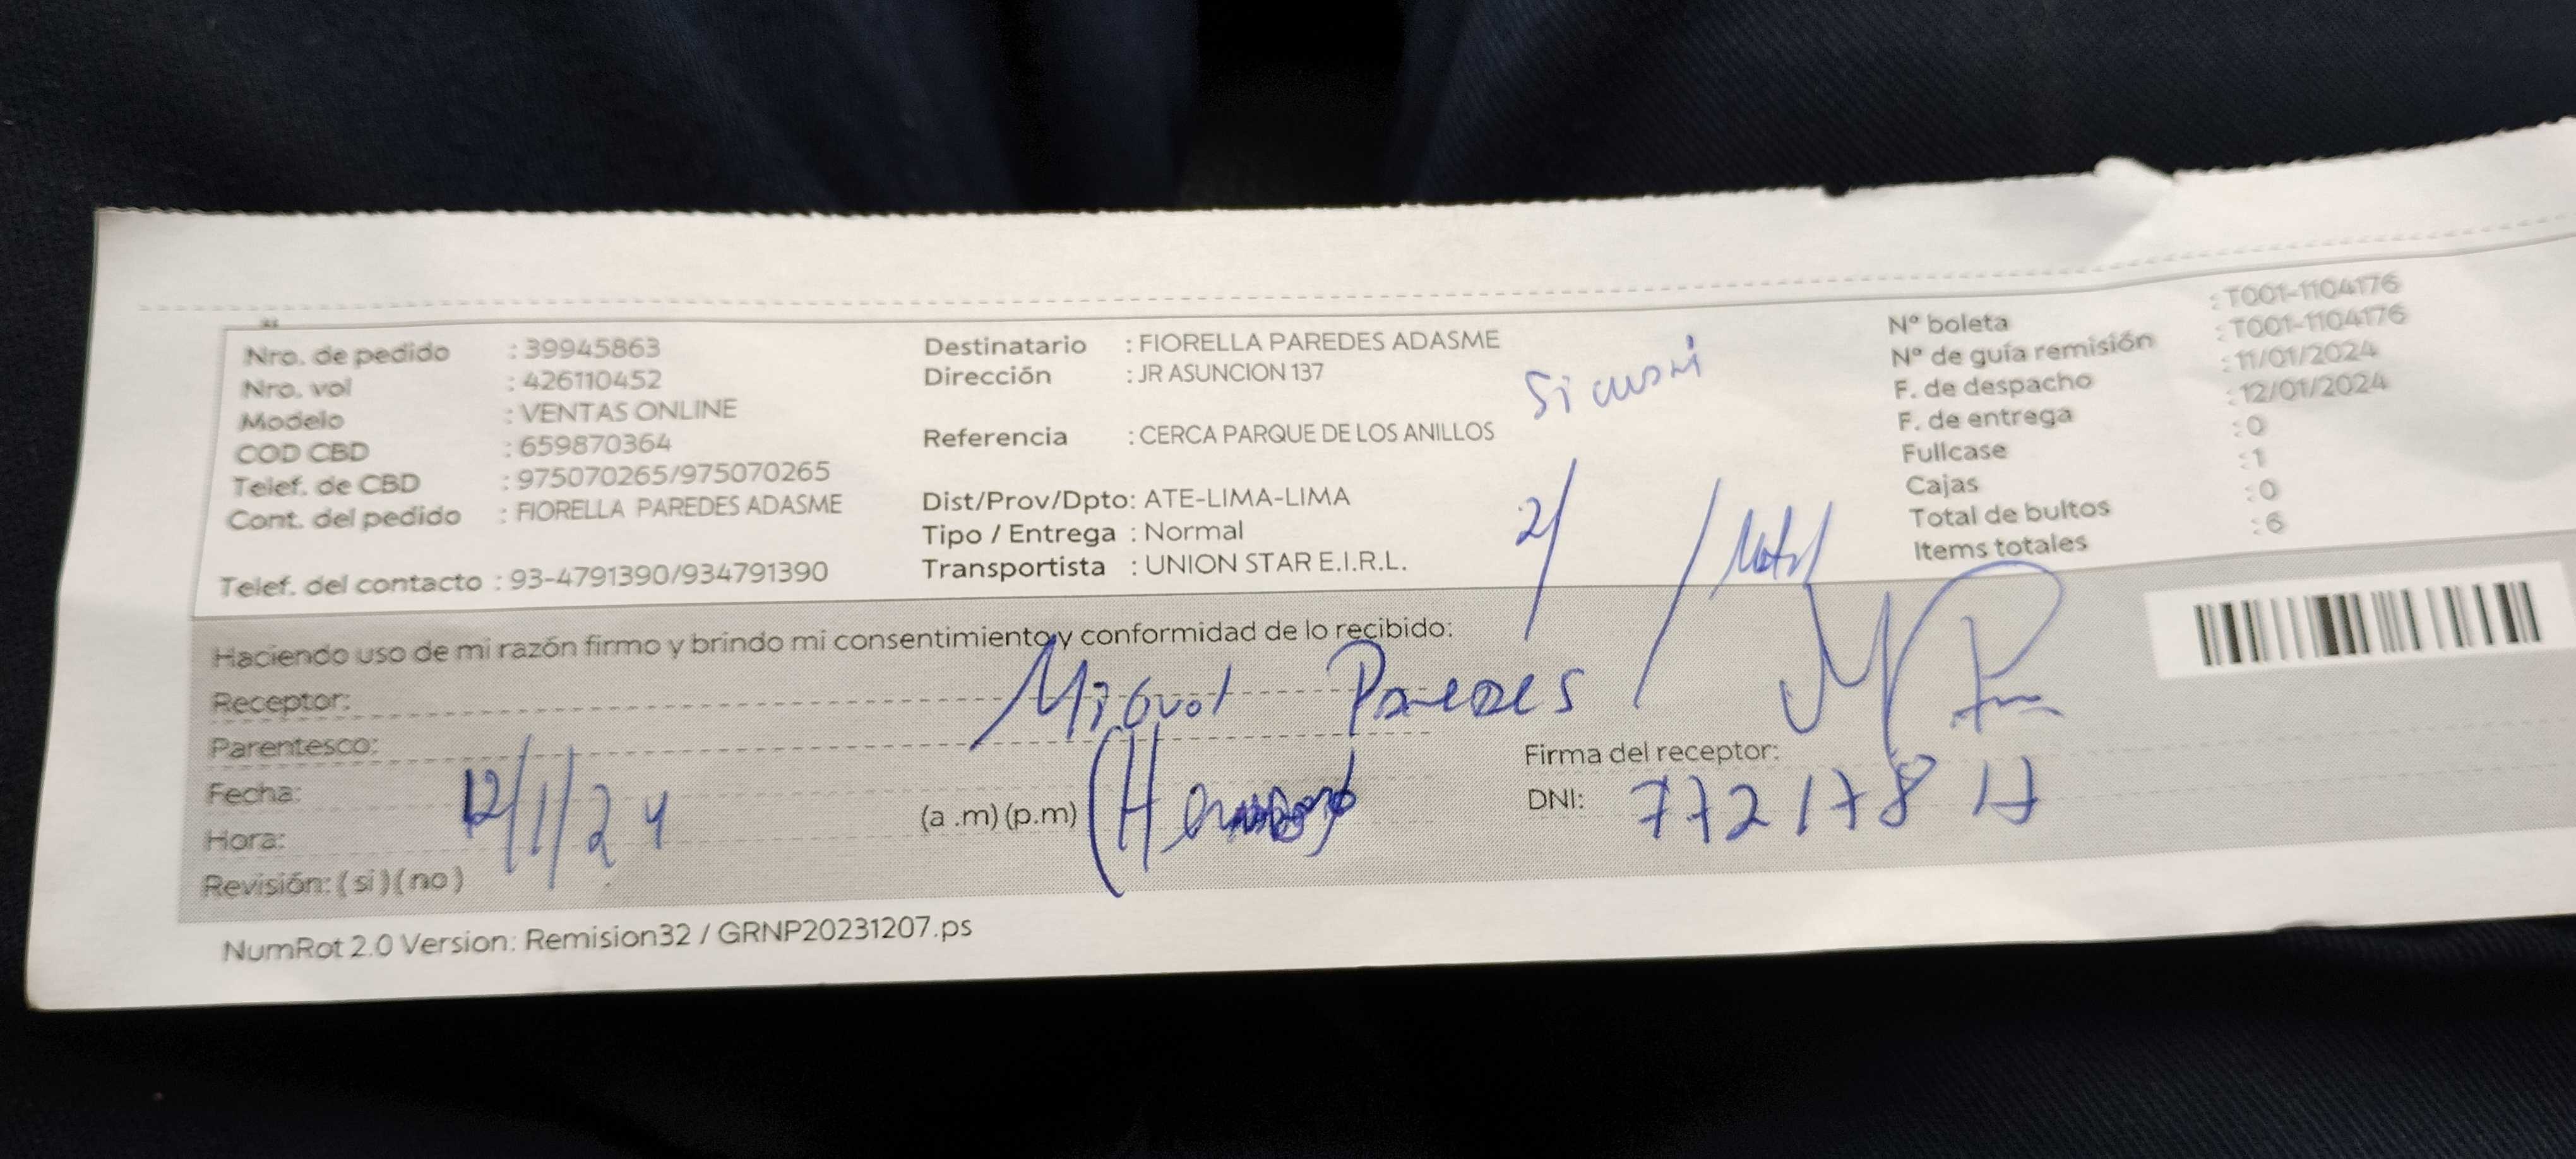 Nro. de pedido : 39945863
Nro. vol : 426110452
Modelo : VENTAS ONLINE
COD CBD : 659870364
Telef. de CBD : 975070265/975070265
Cont. del pedido : FIORELLA PAREDES ADASME
Telef. del contacto : 93-4791390/934791390
Destinatario : FIORELLA PAREDES ADASME
Dirección : JR ASUNCION 137
Referencia : CERCA PARQUE DE LOS ANILLOS
Dist/Prov/Dpto: ATE-LIMA-LIMA
Tipo / Entrega : Normal
Transportista : UNION STAR E.I.R.L.
Nº boleta : T001-1104176
Nº de guía remisión : T001-1104176
F. de despacho : 11/01/2024
F. de entrega : 12/01/2024
Fullcase : 0
Cajas : 1
Total de bultos : 0
Items totales : 6
Haciendo uso de mi razón firmo y brindo mi consentimiento y conformidad de lo recibido:
Receptor: Miguel Paredes
Parentesco:
Fecha: 12/1/24
Hora: (a .m) (p.m)
Revisión: ( si ) ( no )
Firma del receptor:
DNI: 772178
NumRot 2.0 Version: Remision32 / GRNP20231207.ps